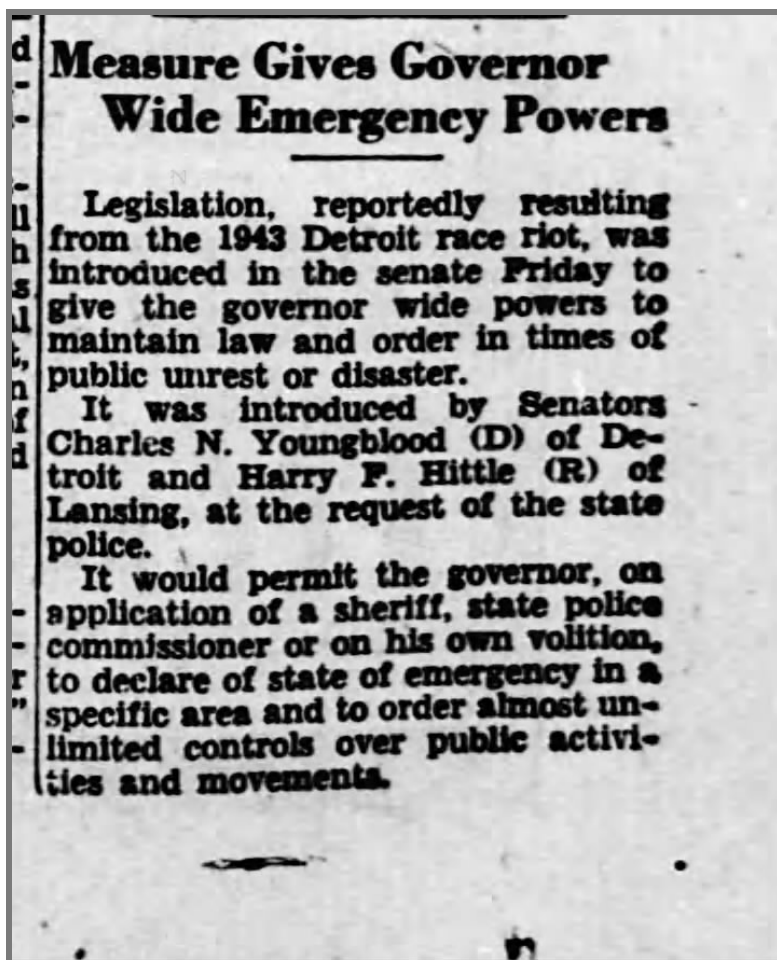 Measure Gives Governor
Wide Emergency Powers
Legislation, reportedly resulting
from the 1943 Detroit race riot, was
introduced in the senate Friday to
give the governor wide powers to
maintain law and order in times of
public unrest or disaster.
It was introduced by Senators
Charles N. Youngblood (D) of De-
troit and Harry F. Hittle (R) of
Lansing, at the request of the state
police.
It would permit the governor, on
application of a sheriff, state police
commissioner or on his own volition,
to declare of state of emergency in a
specific area and to order almost un-
limited controls over public activi-
ties and movements.